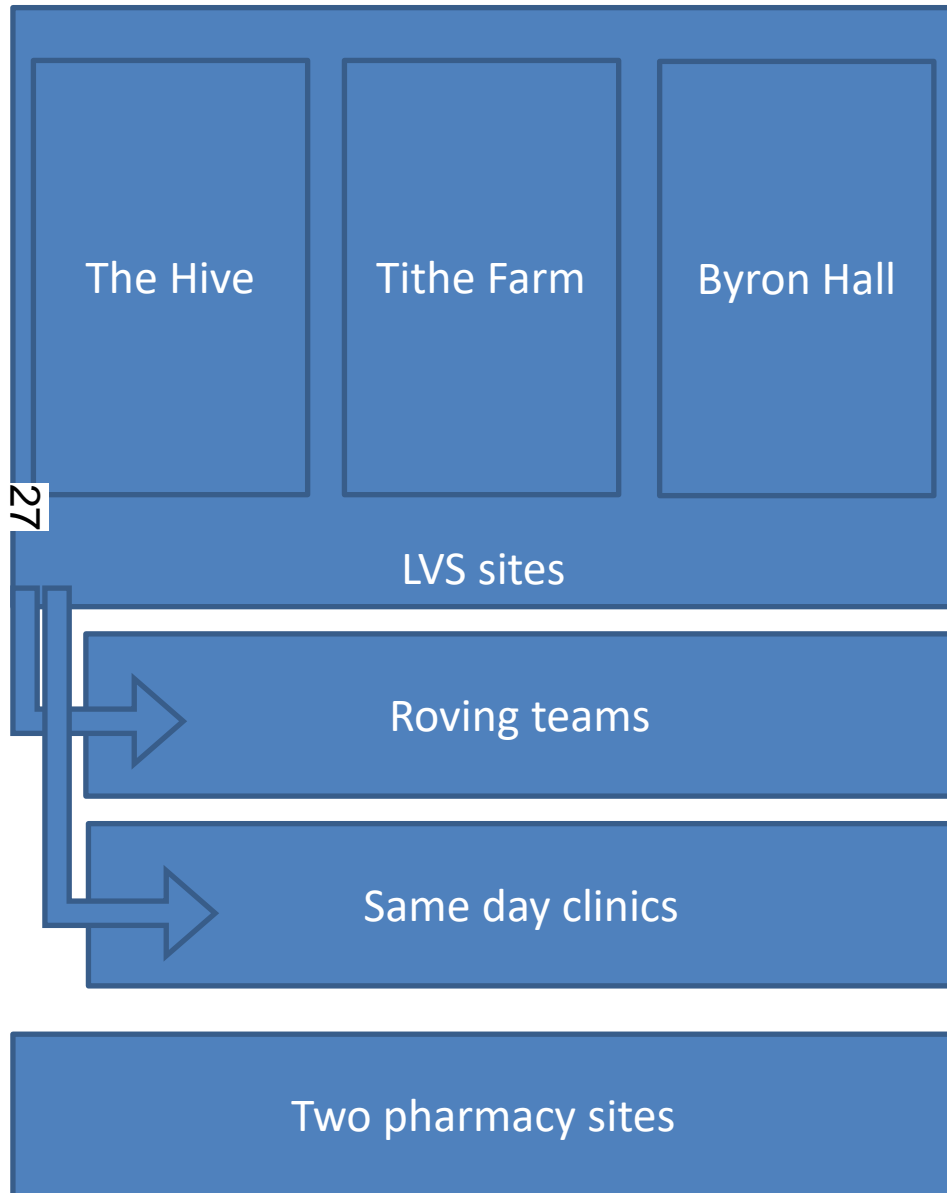 The Hive
Tithe Farm
Byron Hall
27
LVS sites
Roving teams
Same day clinics
Two pharmacy sites